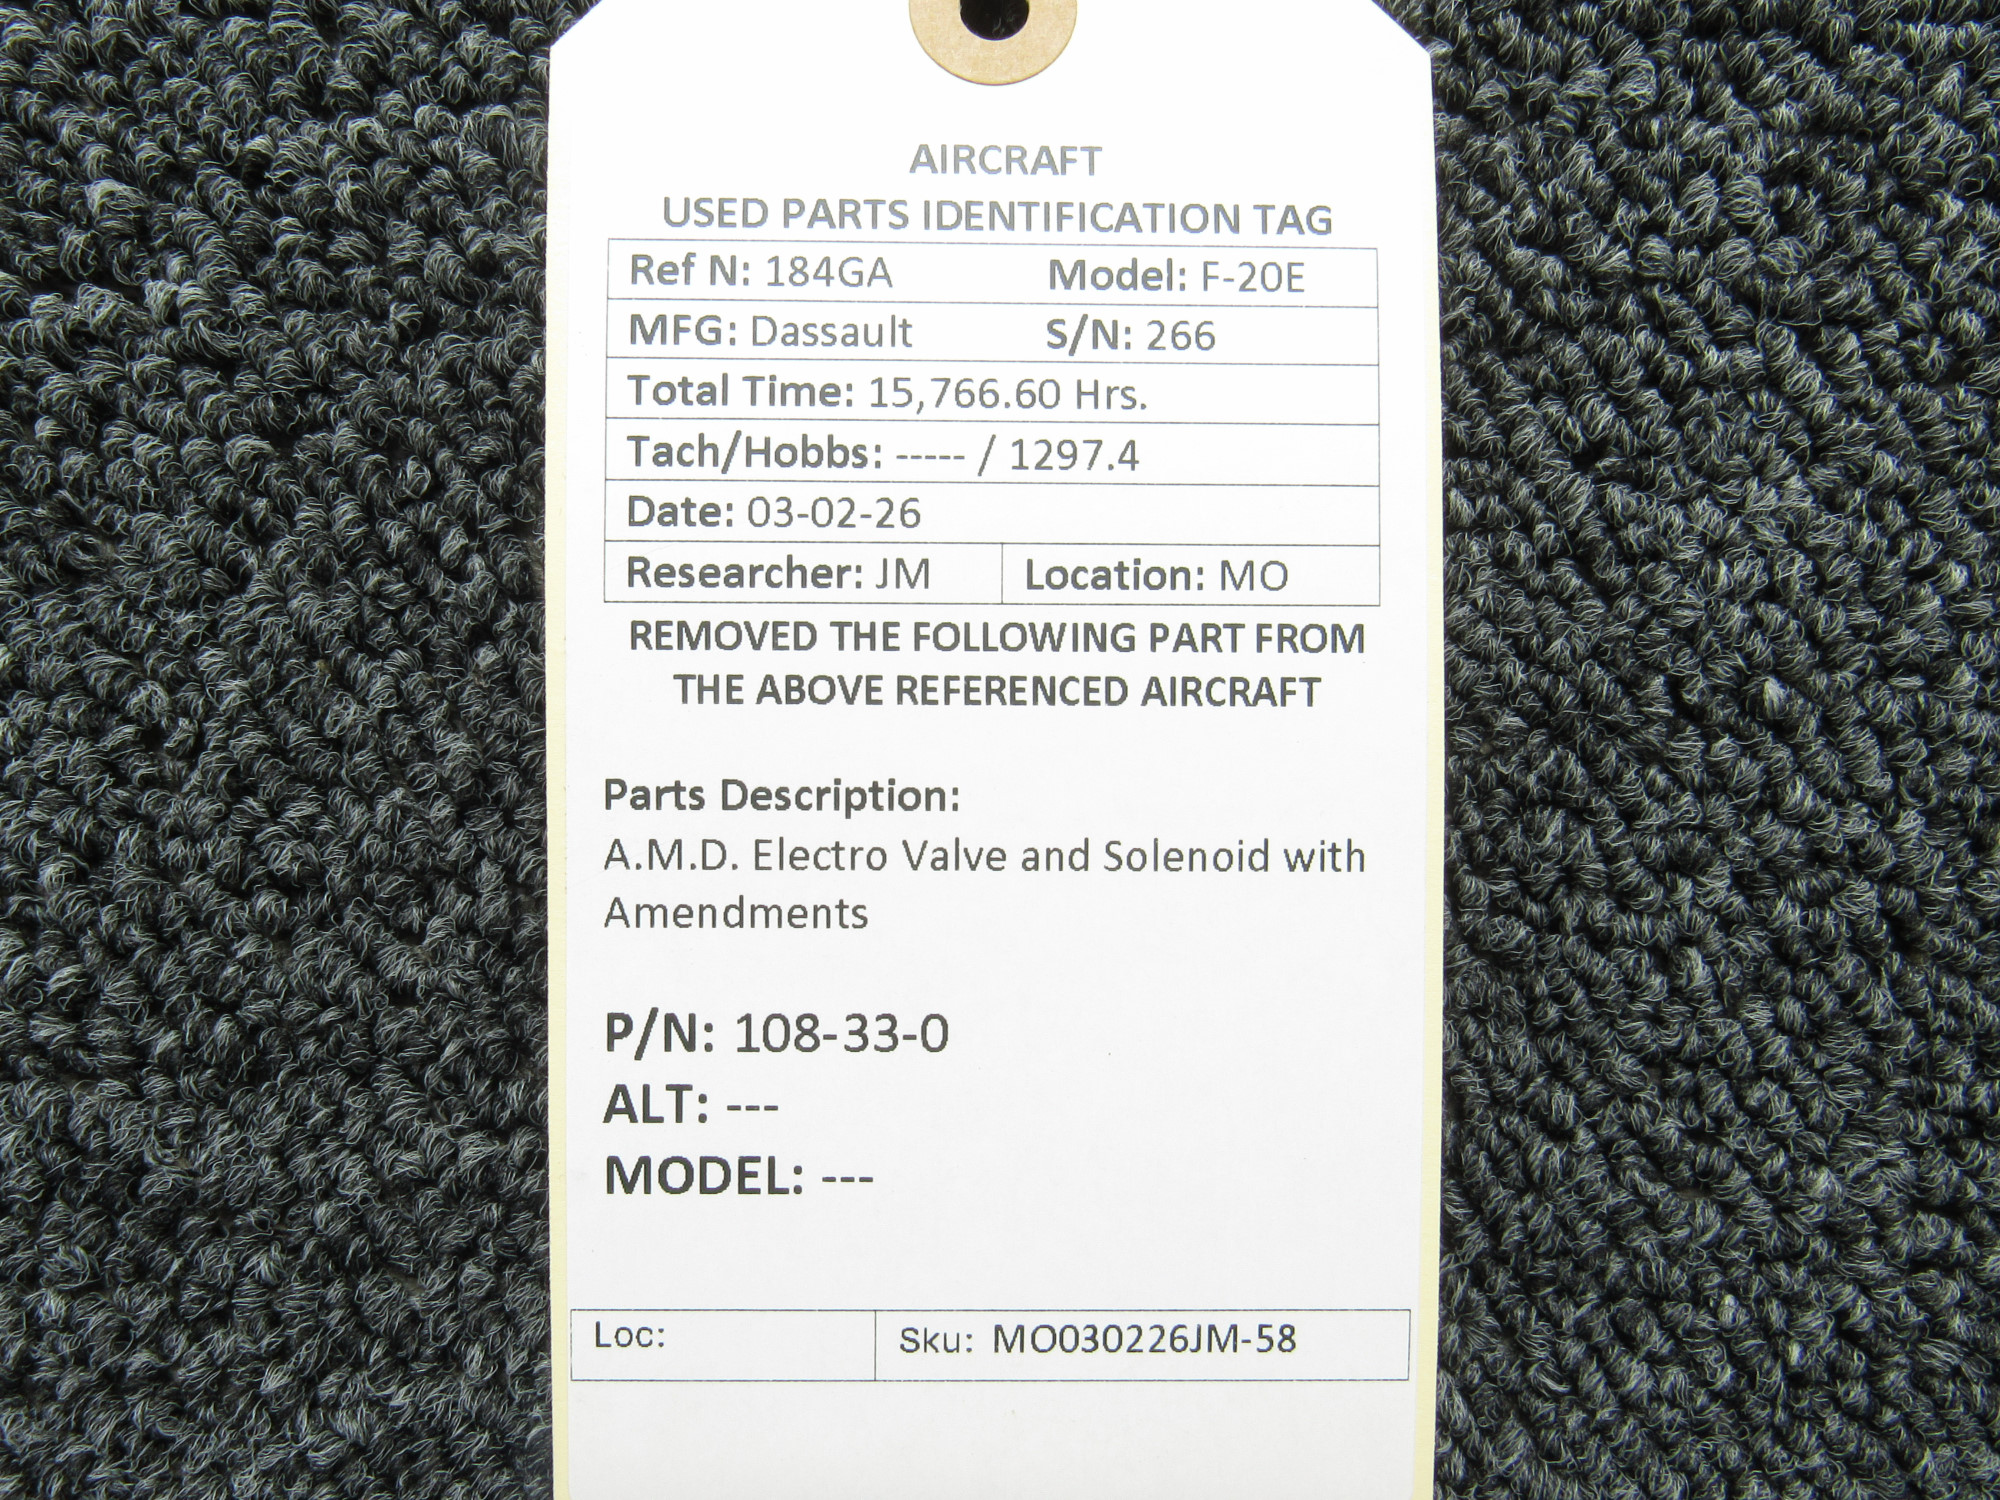 AIRCRAFT
USED PARTS IDENTIFICATION TAG
Ref N: 184GA Model: F-20E
MFG: Dassault S/N: 266
Total Time: 15,766.60 Hrs.
Tach/Hobbs: ----- / 1297.4
Date: 03-02-26
Researcher: JM Location: MO
REMOVED THE FOLLOWING PART FROM
THE ABOVE REFERENCED AIRCRAFT
Parts Description:
A.M.D. Electro Valve and Solenoid with
Amendments
P/N: 108-33-0
ALT: ---
MODEL: ---
Loc: Sku: MO030226JM-58